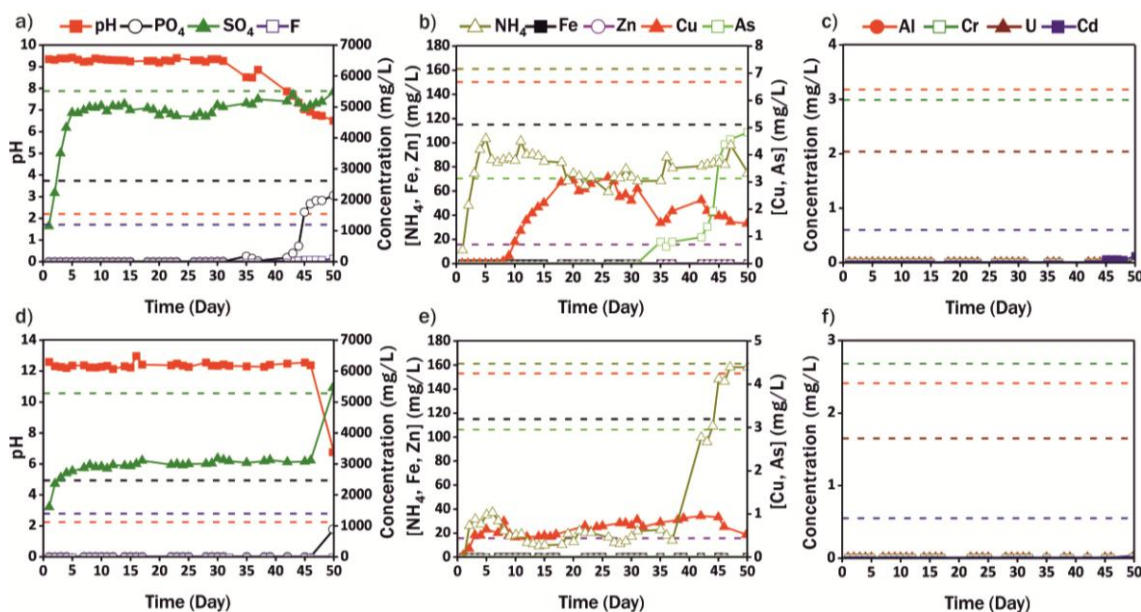 a) pH PO4 SO4 F
b) NH4 Fe Zn Cu As
c) Al Cr U Cd
pH
10
9
8
7
6
5
4
3
2
1
0
7000
6000
5000
4000
3000
2000
1000
0
Concentration (mg/L)
1 5 10 15 20 25 30 35 40 45 50
Time (Day)
[NH4, Fe, Zn] (mg/L)
180
160
140
120
100
80
60
40
20
0
8
7
6
5
4
3
2
1
0
[Cu, As] (mg/L)
0 5 10 15 20 25 30 35 40 45 50
Time (Day)
Concentration (mg/L)
4
3
2
1
0
0 5 10 15 20 25 30 35 40 45 50
Time (Day)
d)
pH
14
12
10
8
6
4
2
0
7000
6000
5000
4000
3000
2000
1000
0
Concentration (mg/L)
0 5 10 15 20 25 30 35 40 45 50
Time (Day)
e)
[NH4, Fe, Zn] (mg/L)
180
160
140
120
100
80
60
40
20
0
5
4
3
2
1
0
[Cu, As] (mg/L)
0 5 10 15 20 25 30 35 40 45 50
Time (Day)
f)
Concentration (mg/L)
3
2
1
0
0 5 10 15 20 25 30 35 40 45 50
Time (Day)